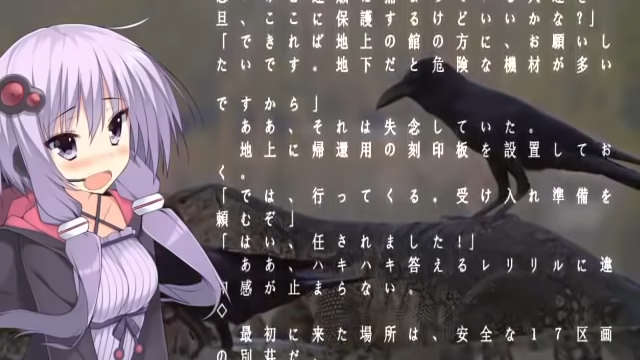 旦、ここに保護するけどいいかな？」
「できれば地上の館の方に、お願いし
たいです。地下だと危険な機材が多い
ですから」
ああ、それは失念していた。
地上に帰還用の刻印板を設置してお
く。
「では、行ってくる。受け入れ準備を
頼むぞ」
「はい、任されました！」
ああ、ハキハキ答えるレリリルに違
和感が止まらない。
◇
最初に来た場所は、安全な１７区画
の別荘だ。